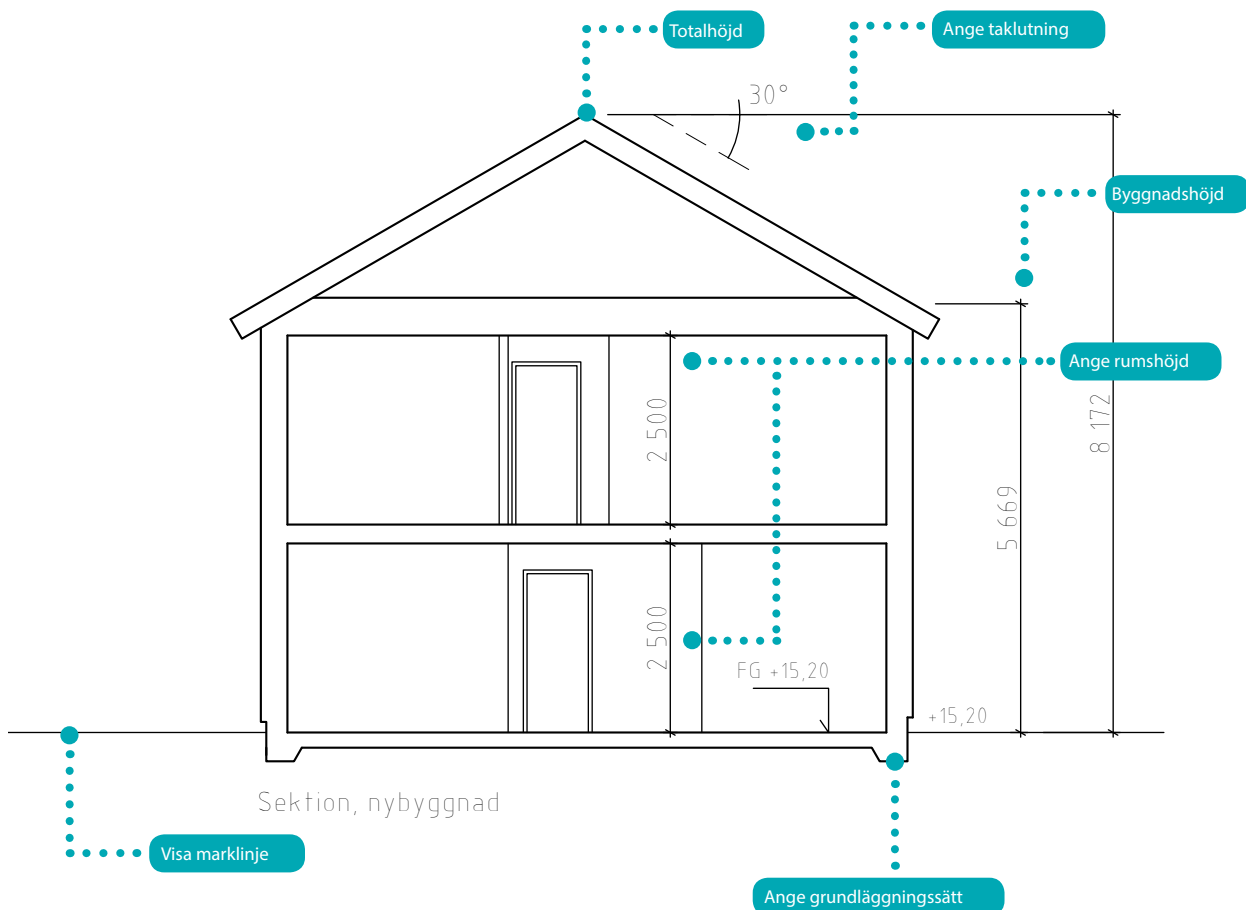 Totalhöjd
Ange taklutning
30°
Byggnadshöjd
Ange rumshöjd
8 172
2 500
5 669
2 500
FG +15,20
+15,20
Sektion, nybyggnad
Visa marklinje
Ange grundläggningssätt